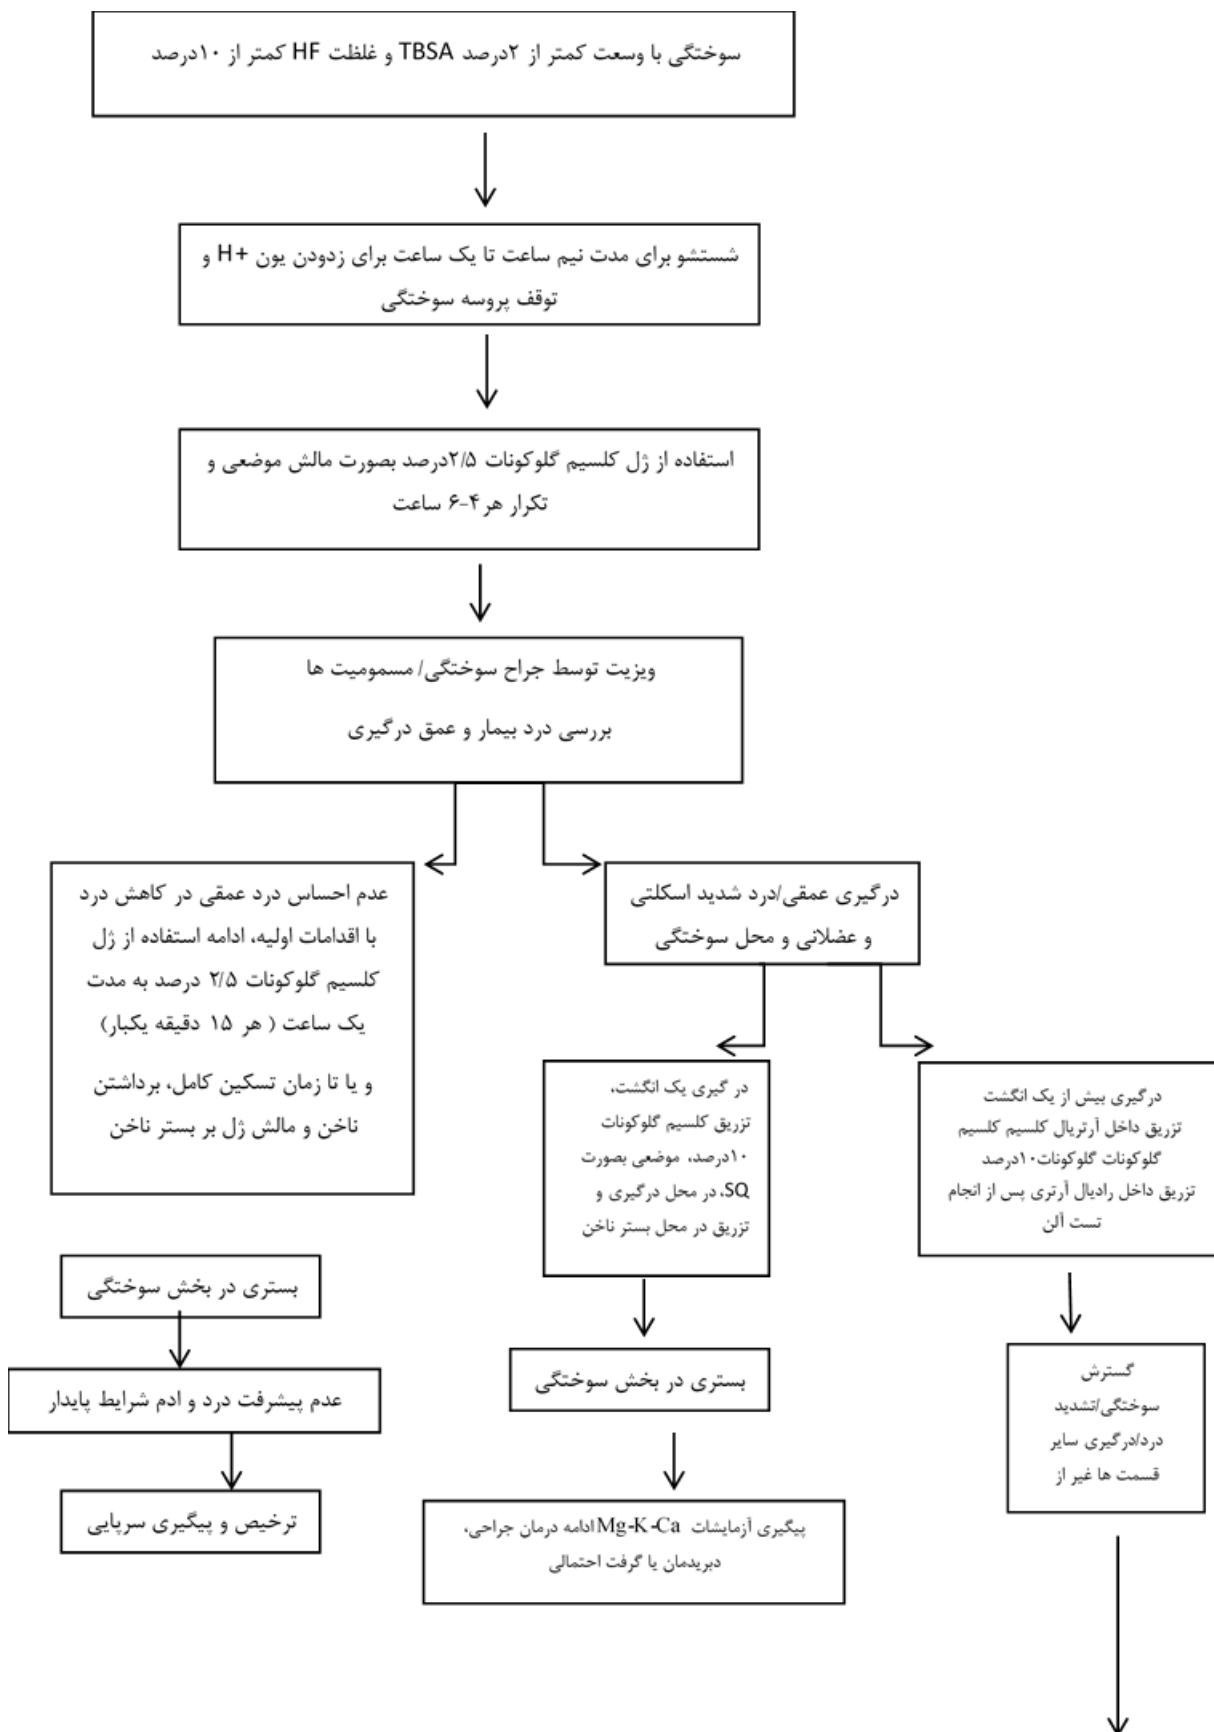 سوختگی با وسعت کمتر از ۲درصد TBSA و غلظت HF کمتر از ۱۰درصد
شستشو برای مدت نیم ساعت تا یک ساعت برای زدودن یون H+ و
توقف پروسه سوختگی
استفاده از ژل کلسیم گلوکونات ۲/۵درصد بصورت مالش موضعی و
تکرار هر ۴-۶ ساعت
ویزیت توسط جراح سوختگی/ مسمومیت ها
بررسی درد بیمار و عمق درگیری
درگیری عمقی/درد شدید اسکلتی
و عضلانی و محل سوختگی
عدم احساس درد عمقی در کاهش درد
با اقدامات اولیه، ادامه استفاده از ژل
کلسیم گلوکونات ۲/۵ درصد به مدت
یک ساعت ( هر ۱۵ دقیقه یکبار)
و یا تا زمان تسکین کامل، برداشتن
ناخن و مالش ژل بر بستر ناخن
درگیری بیش از یک انگشت
تزریق داخل آرتریال کلسیم کلسیم
گلوکونات گلوکونات۱۰درصد
تزریق داخل رادیال آرتری پس از انجام
تست آلن
در گیری یک انگشت،
تزریق کلسیم گلوکونات
۱۰درصد، موضعی بصورت
SQ، در محل درگیری و
تزریق در محل بستر ناخن
بستری در بخش سوختگی
عدم پیشرفت درد و ادم شرایط پایدار
ترخیص و پیگیری سرپایی
بستری در بخش سوختگی
پیگیری آزمایشات Mg-K-Ca ادامه درمان جراحی،
دبریدمان یا گرفت احتمالی
گسترش
سوختگی/تشدید
درد/درگیری سایر
قسمت ها غیر از